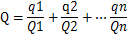 Q = q1/Q1 + q2/Q2 + ⋯ qn/Qn